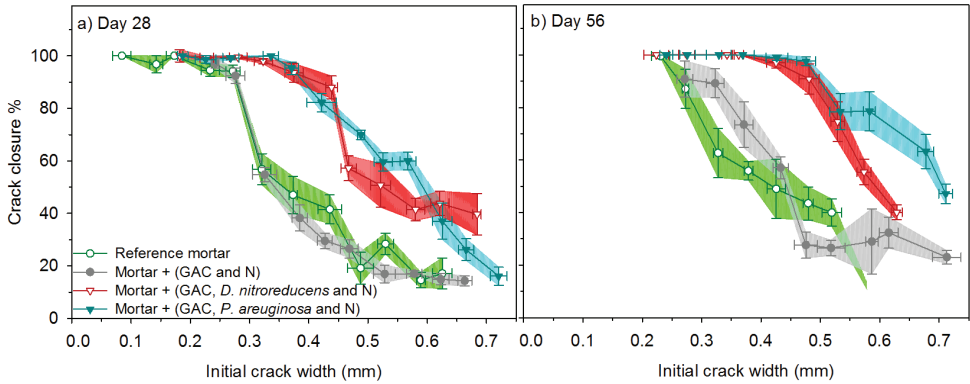 a) Day 28
b) Day 56
Crack closure %
100
80
60
40
20
0
Reference mortar
Mortar + (GAC and N)
Mortar + (GAC, D. nitroreducens and N)
Mortar + (GAC, P. areuginosa and N)
0.0 0.1 0.2 0.3 0.4 0.5 0.6 0.7
0.0 0.1 0.2 0.3 0.4 0.5 0.6 0.7
Initial crack width (mm)
Initial crack width (mm)